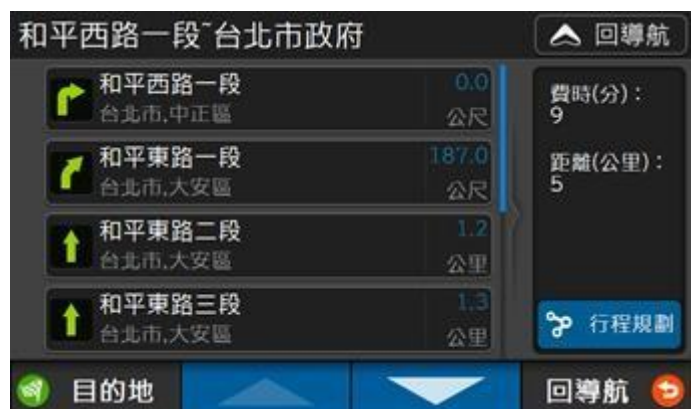 和平西路一段~台北市政府
回導航
和平西路一段
0.0
台北市,中正區
公尺
和平東路一段
187.0
台北市,大安區
公尺
和平東路二段
1.2
台北市,大安區
公里
和平東路三段
1.3
台北市,大安區
公里
費時(分):
9
距離(公里):
5
行程規劃
目的地
回導航